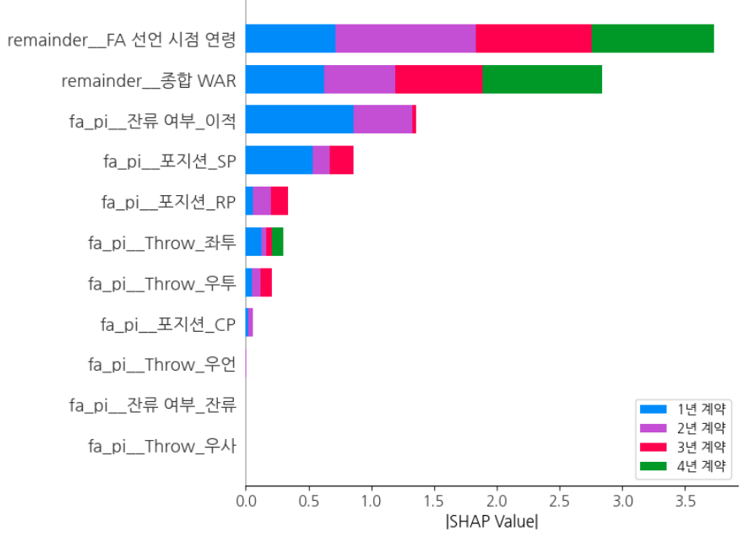 remainder__FA 선언 시점 연령
remainder__종합 WAR
fa_pi__잔류 여부_이적
fa_pi__포지션_SP
fa_pi__포지션_RP
fa_pi__Throw_좌투
fa_pi__Throw_우투
fa_pi__포지션_CP
fa_pi__Throw_우언
fa_pi__잔류 여부_잔류
fa_pi__Throw_우사
1년 계약
2년 계약
3년 계약
4년 계약
0.0 0.5 1.0 1.5 2.0 2.5 3.0 3.5
|SHAP Value|